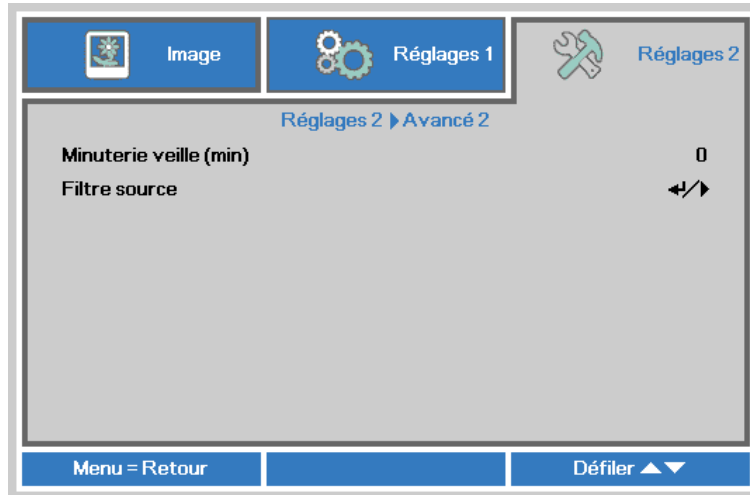 Image Réglages 1 Réglages 2
Réglages 2 ▶ Avancé 2
Minuterie veille (min) 0
Filtre source ↵/▶
Menu = Retour Défiler ▲▼